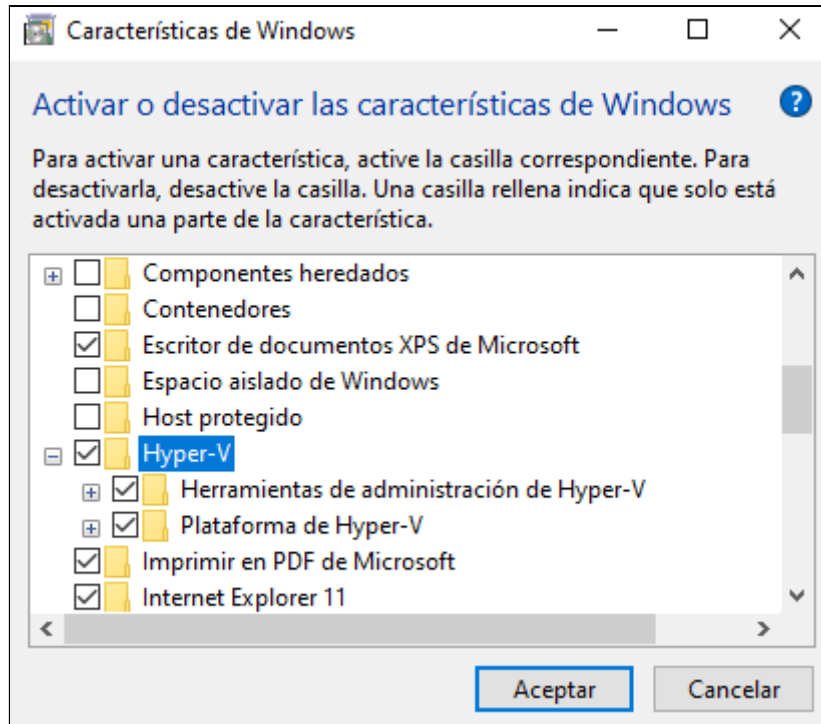 Características de Windows
Activar o desactivar las características de Windows
?
Para activar una característica, active la casilla correspondiente. Para
desactivarla, desactive la casilla. Una casilla rellena indica que solo está
activada una parte de la característica.
Componentes heredados
Contenedores
Escritor de documentos XPS de Microsoft
Espacio aislado de Windows
Host protegido
Hyper-V
Herramientas de administración de Hyper-V
Plataforma de Hyper-V
Imprimir en PDF de Microsoft
Internet Explorer 11
Aceptar Cancelar